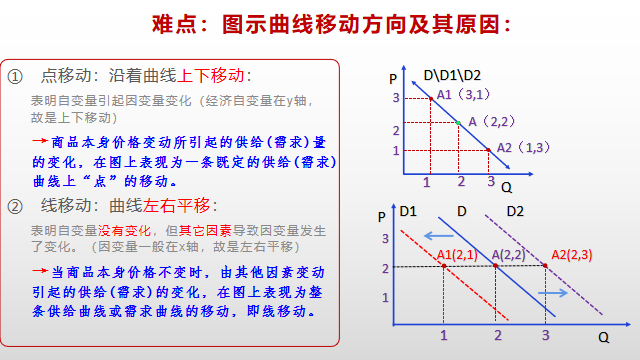 难点：图示曲线移动方向及其原因：
① 点移动：沿着曲线上下移动：
表明自变量引起因变量变化（经济自变量在y轴，
故是上下移动）
→商品本身价格变动所引起的供给(需求)量
的变化，在图上表现为一条既定的供给(需求)
曲线上“点”的移动。
② 线移动：曲线左右平移：
表明自变量没有变化，但其它因素导致因变量发生
了变化。（因变量一般在x轴，故是左右平移）
→当商品本身价格不变时，由其他因素变动
引起的供给(需求)的变化，在图上表现为整
条供给曲线或需求曲线的移动，即线移动。
P D\D1\D2
3 A1（3,1）
2 A（2,2）
1 A2（1,3）
1 2 3 Q
P D1 D D2
3
A1(2,1) A(2,2) A2(2,3)
2
1
1 2 3 Q